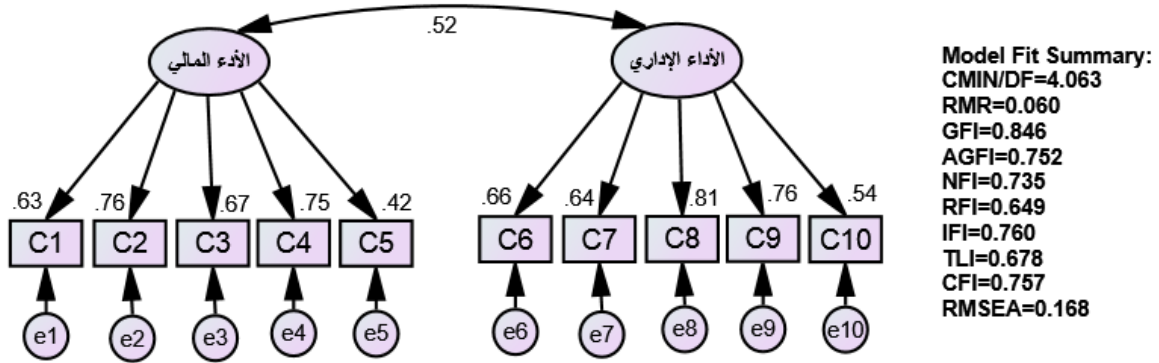 .52
الأدء المالي
الأداء الإداري
.63 .76 .67 .75 .42
.66 .64 .81 .76 .54
C1 C2 C3 C4 C5
C6 C7 C8 C9 C10
e1 e2 e3 e4 e5
e6 e7 e8 e9 e10
Model Fit Summary:
CMIN/DF=4.063
RMR=0.060
GFI=0.846
AGFI=0.752
NFI=0.735
RFI=0.649
IFI=0.760
TLI=0.678
CFI=0.757
RMSEA=0.168